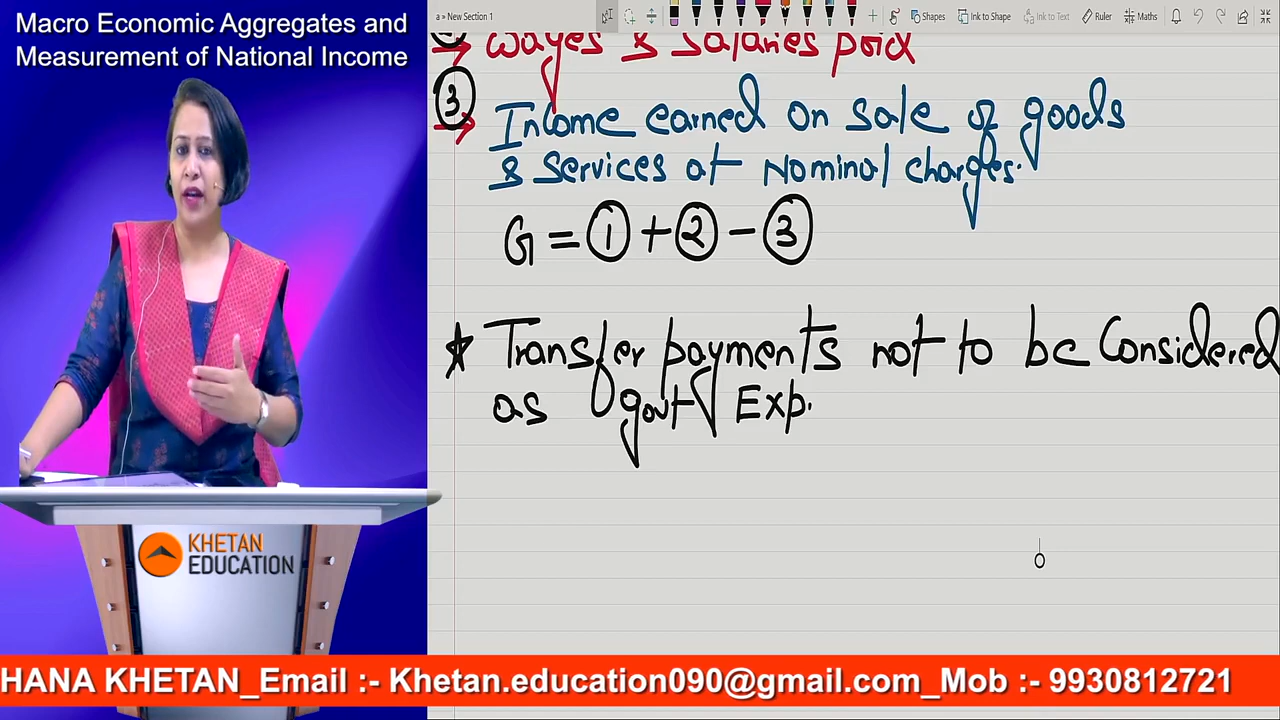 Macro Economic Aggregates and
Measurement of National Income
a » New Section 1
Shapes
Ink to Shape
Ink to Text
Ruler
Math
→ Wages & Salaries paid
③
→ Income earned on sale of goods
& Services at Nominal charges.
G = ① + ② - ③
★ Transfer payments not to be Considered
as govt Exp.
KHETAN
EDUCATION
HANA KHETAN_Email :- Khetan.education090@gmail.com_Mob :- 9930812721